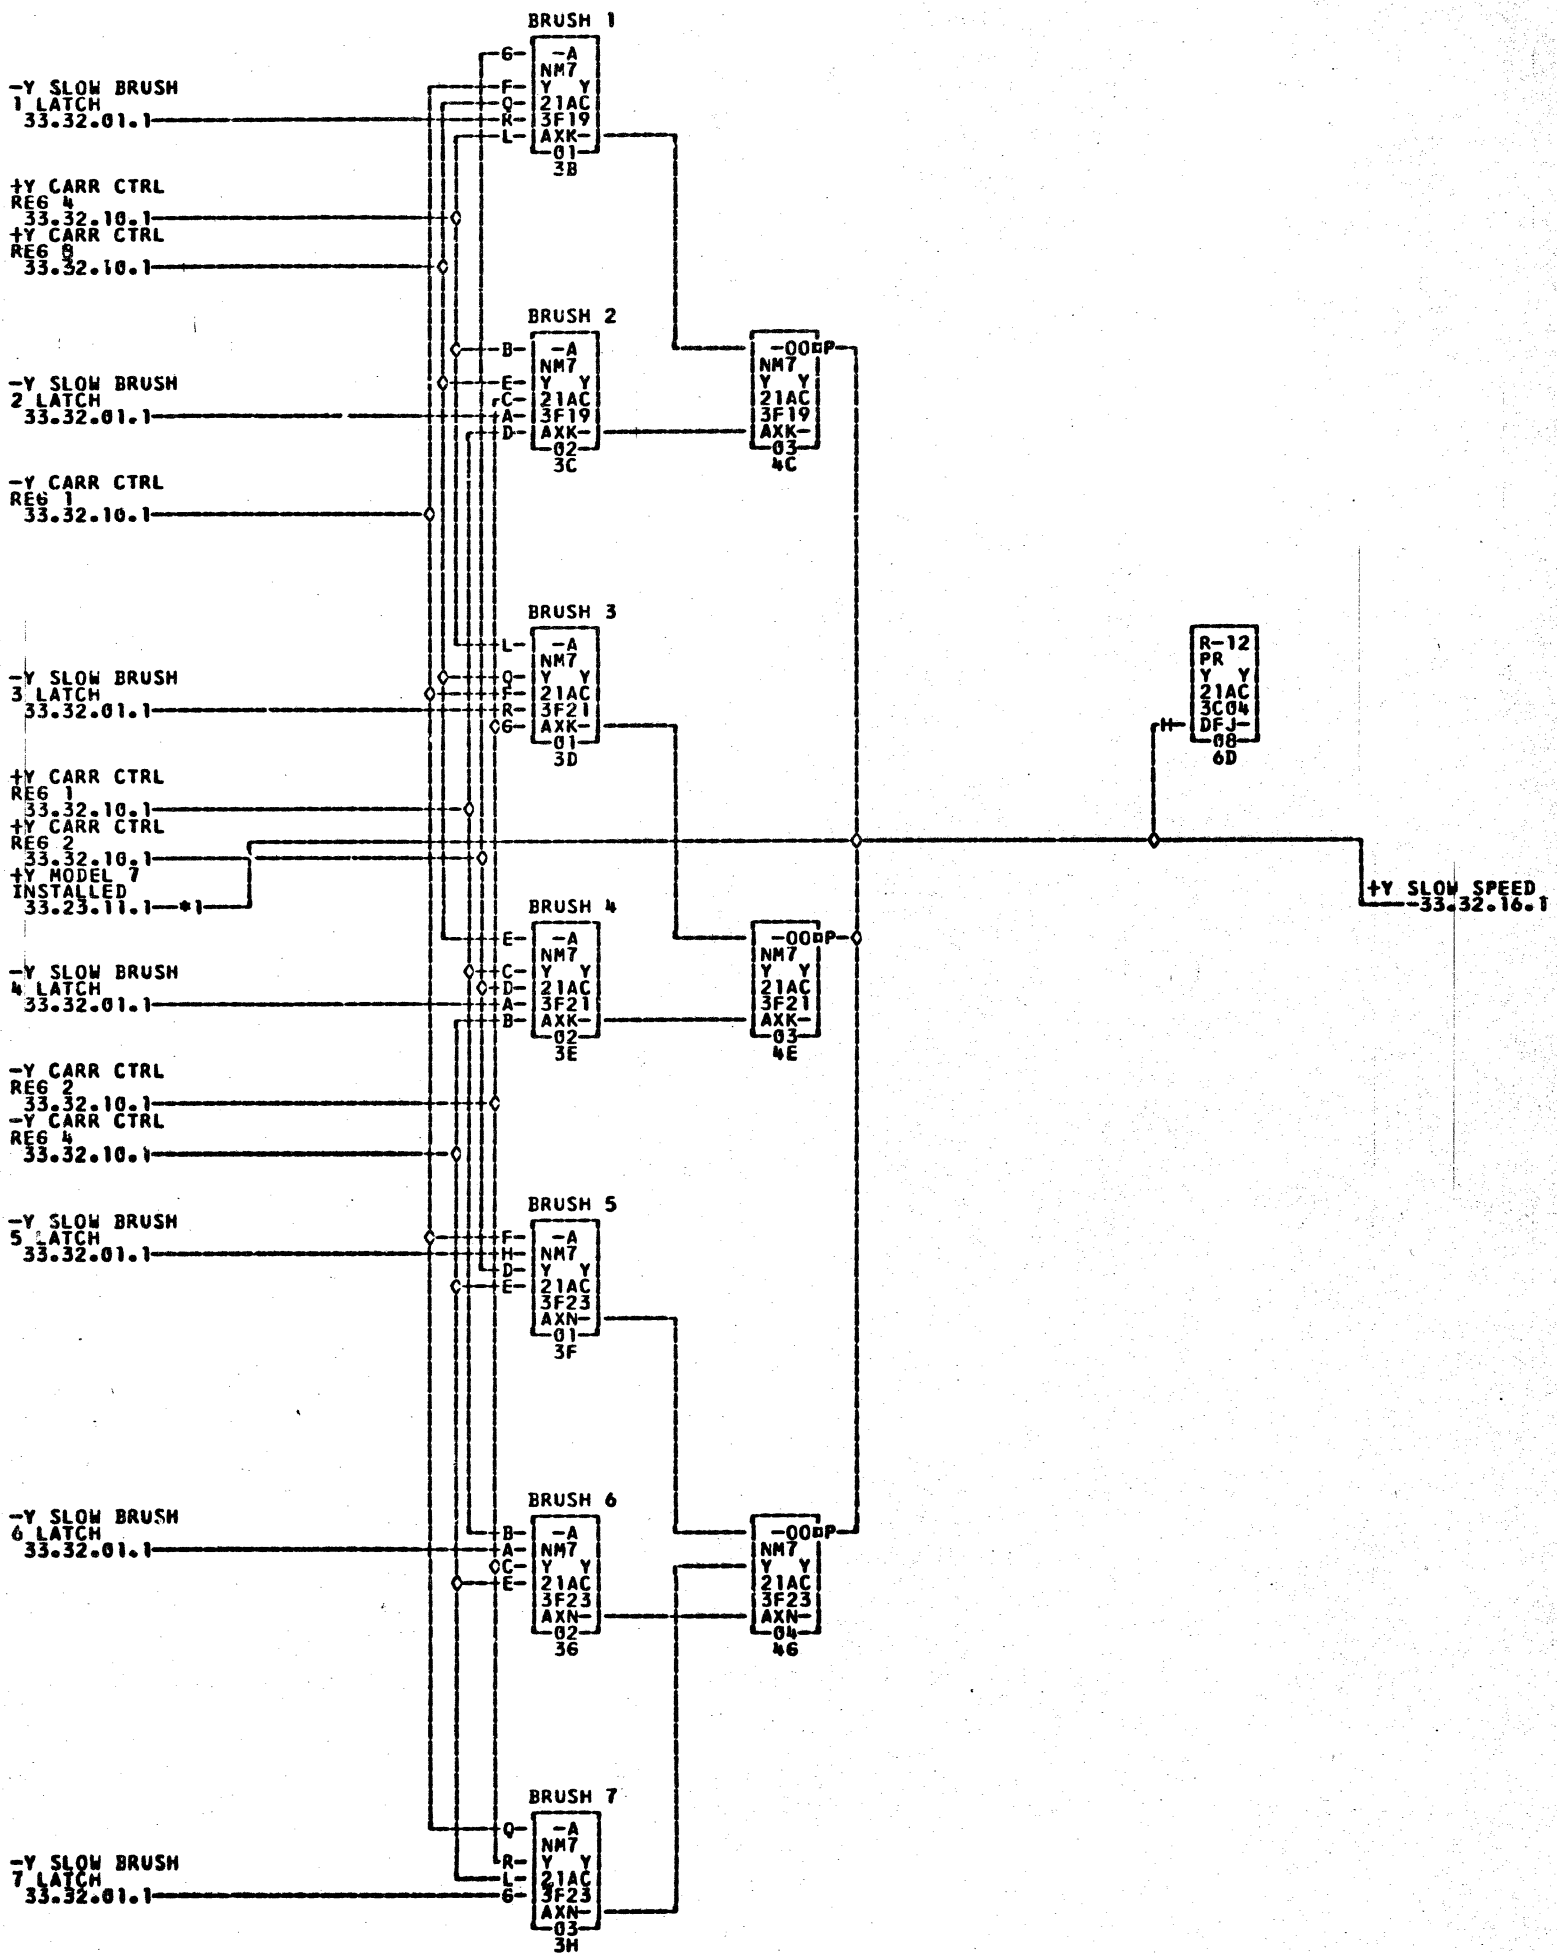 BRUSH 1
G
-A
NM7
-Y SLOW BRUSH
F
Y Y
1 LATCH
Q
21AC
33.32.01.1
R
3F19
L
AXK
01
3B
+Y CARR CTRL
REG 4
33.32.10.1
+Y CARR CTRL
REG 8
33.32.10.1
BRUSH 2
B
-A
-OO P
NM7
NM7
-Y SLOW BRUSH
E
Y Y
Y Y
2 LATCH
C
21AC
21AC
33.32.01.1
A
3F19
3F19
D
AXK
AXK
02
03
3C
4C
-Y CARR CTRL
REG 1
33.32.10.1
BRUSH 3
L
-A
R-12
NM7
PR
-Y SLOW BRUSH
Q
Y Y
Y Y
3 LATCH
F
21AC
21AC
33.32.01.1
R
3F21
3C04
G
AXK
H
DFJ
01
08
3D
6D
+Y CARR CTRL
REG 1
33.32.10.1
+Y CARR CTRL
REG 2
33.32.10.1
+Y MODEL 7
INSTALLED
33.23.11.1 *1
+Y SLOW SPEED
33.32.16.1
BRUSH 4
E
-A
-OO P
NM7
NM7
-Y SLOW BRUSH
C
Y Y
Y Y
4 LATCH
D
21AC
21AC
33.32.01.1
A
3F21
3F21
B
AXK
AXK
02
03
3E
4E
-Y CARR CTRL
REG 2
33.32.10.1
-Y CARR CTRL
REG 4
33.32.10.1
BRUSH 5
-Y SLOW BRUSH
5 LATCH
F
-A
33.32.01.1
H
NM7
D
Y Y
E
21AC
3F23
AXN
01
3F
BRUSH 6
-Y SLOW BRUSH
6 LATCH
B
-A
-OO P
33.32.01.1
A
NM7
NM7
C
Y Y
Y Y
E
21AC
21AC
3F23
3F23
AXN
AXN
02
04
3G
4G
BRUSH 7
Q
-A
NM7
-Y SLOW BRUSH
R
Y Y
7 LATCH
L
21AC
33.32.01.1
G
3F23
AXN
03
3H